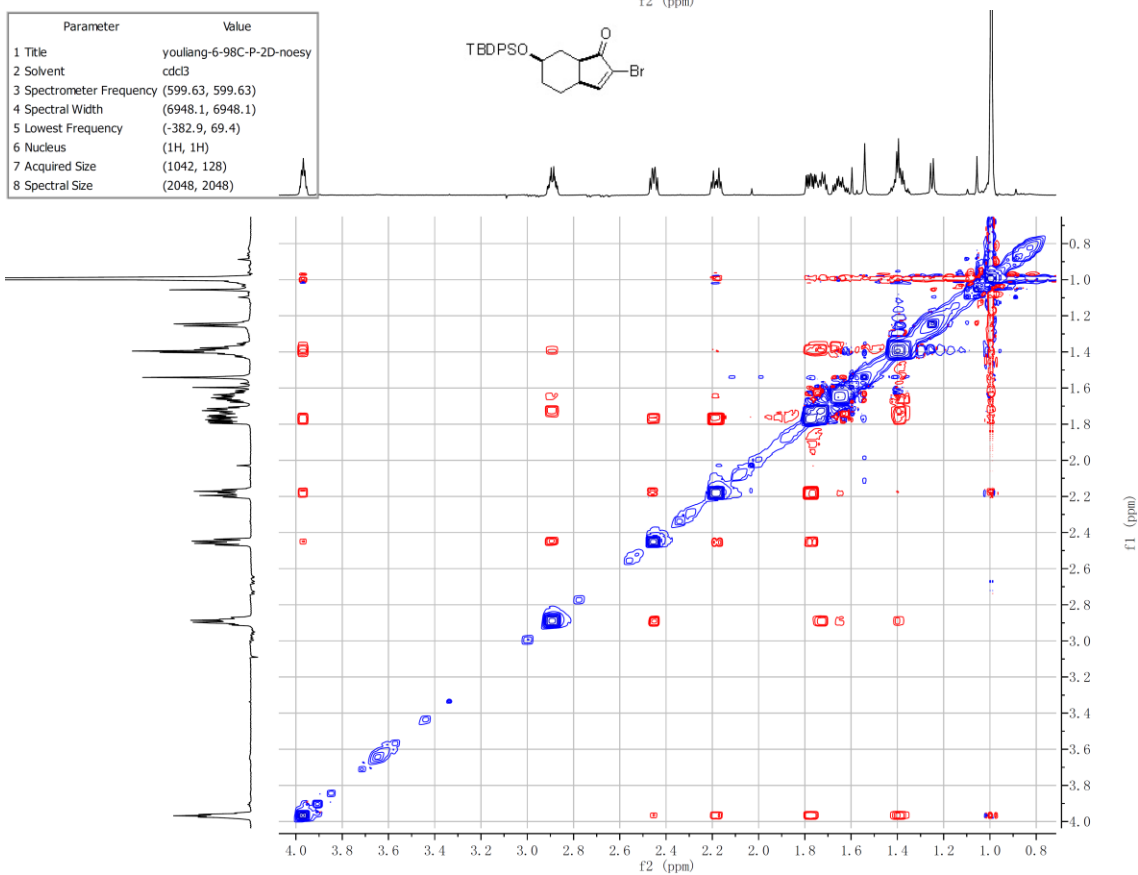 f2 (ppm)
Parameter Value
1 Title youliang-6-98C-P-2D-noesy
2 Solvent cdcl3
3 Spectrometer Frequency (599.63, 599.63)
4 Spectral Width (6948.1, 6948.1)
5 Lowest Frequency (-382.9, 69.4)
6 Nucleus (1H, 1H)
7 Acquired Size (1042, 128)
8 Spectral Size (2048, 2048)
O
TBDPSO
Br
0.8
1.0
1.2
1.4
1.6
1.8
2.0
2.2
2.4
2.6
2.8
3.0
3.2
3.4
3.6
3.8
4.0
f1 (ppm)
4.0 3.8 3.6 3.4 3.2 3.0 2.8 2.6 2.4 2.2 2.0 1.8 1.6 1.4 1.2 1.0 0.8
f2 (ppm)